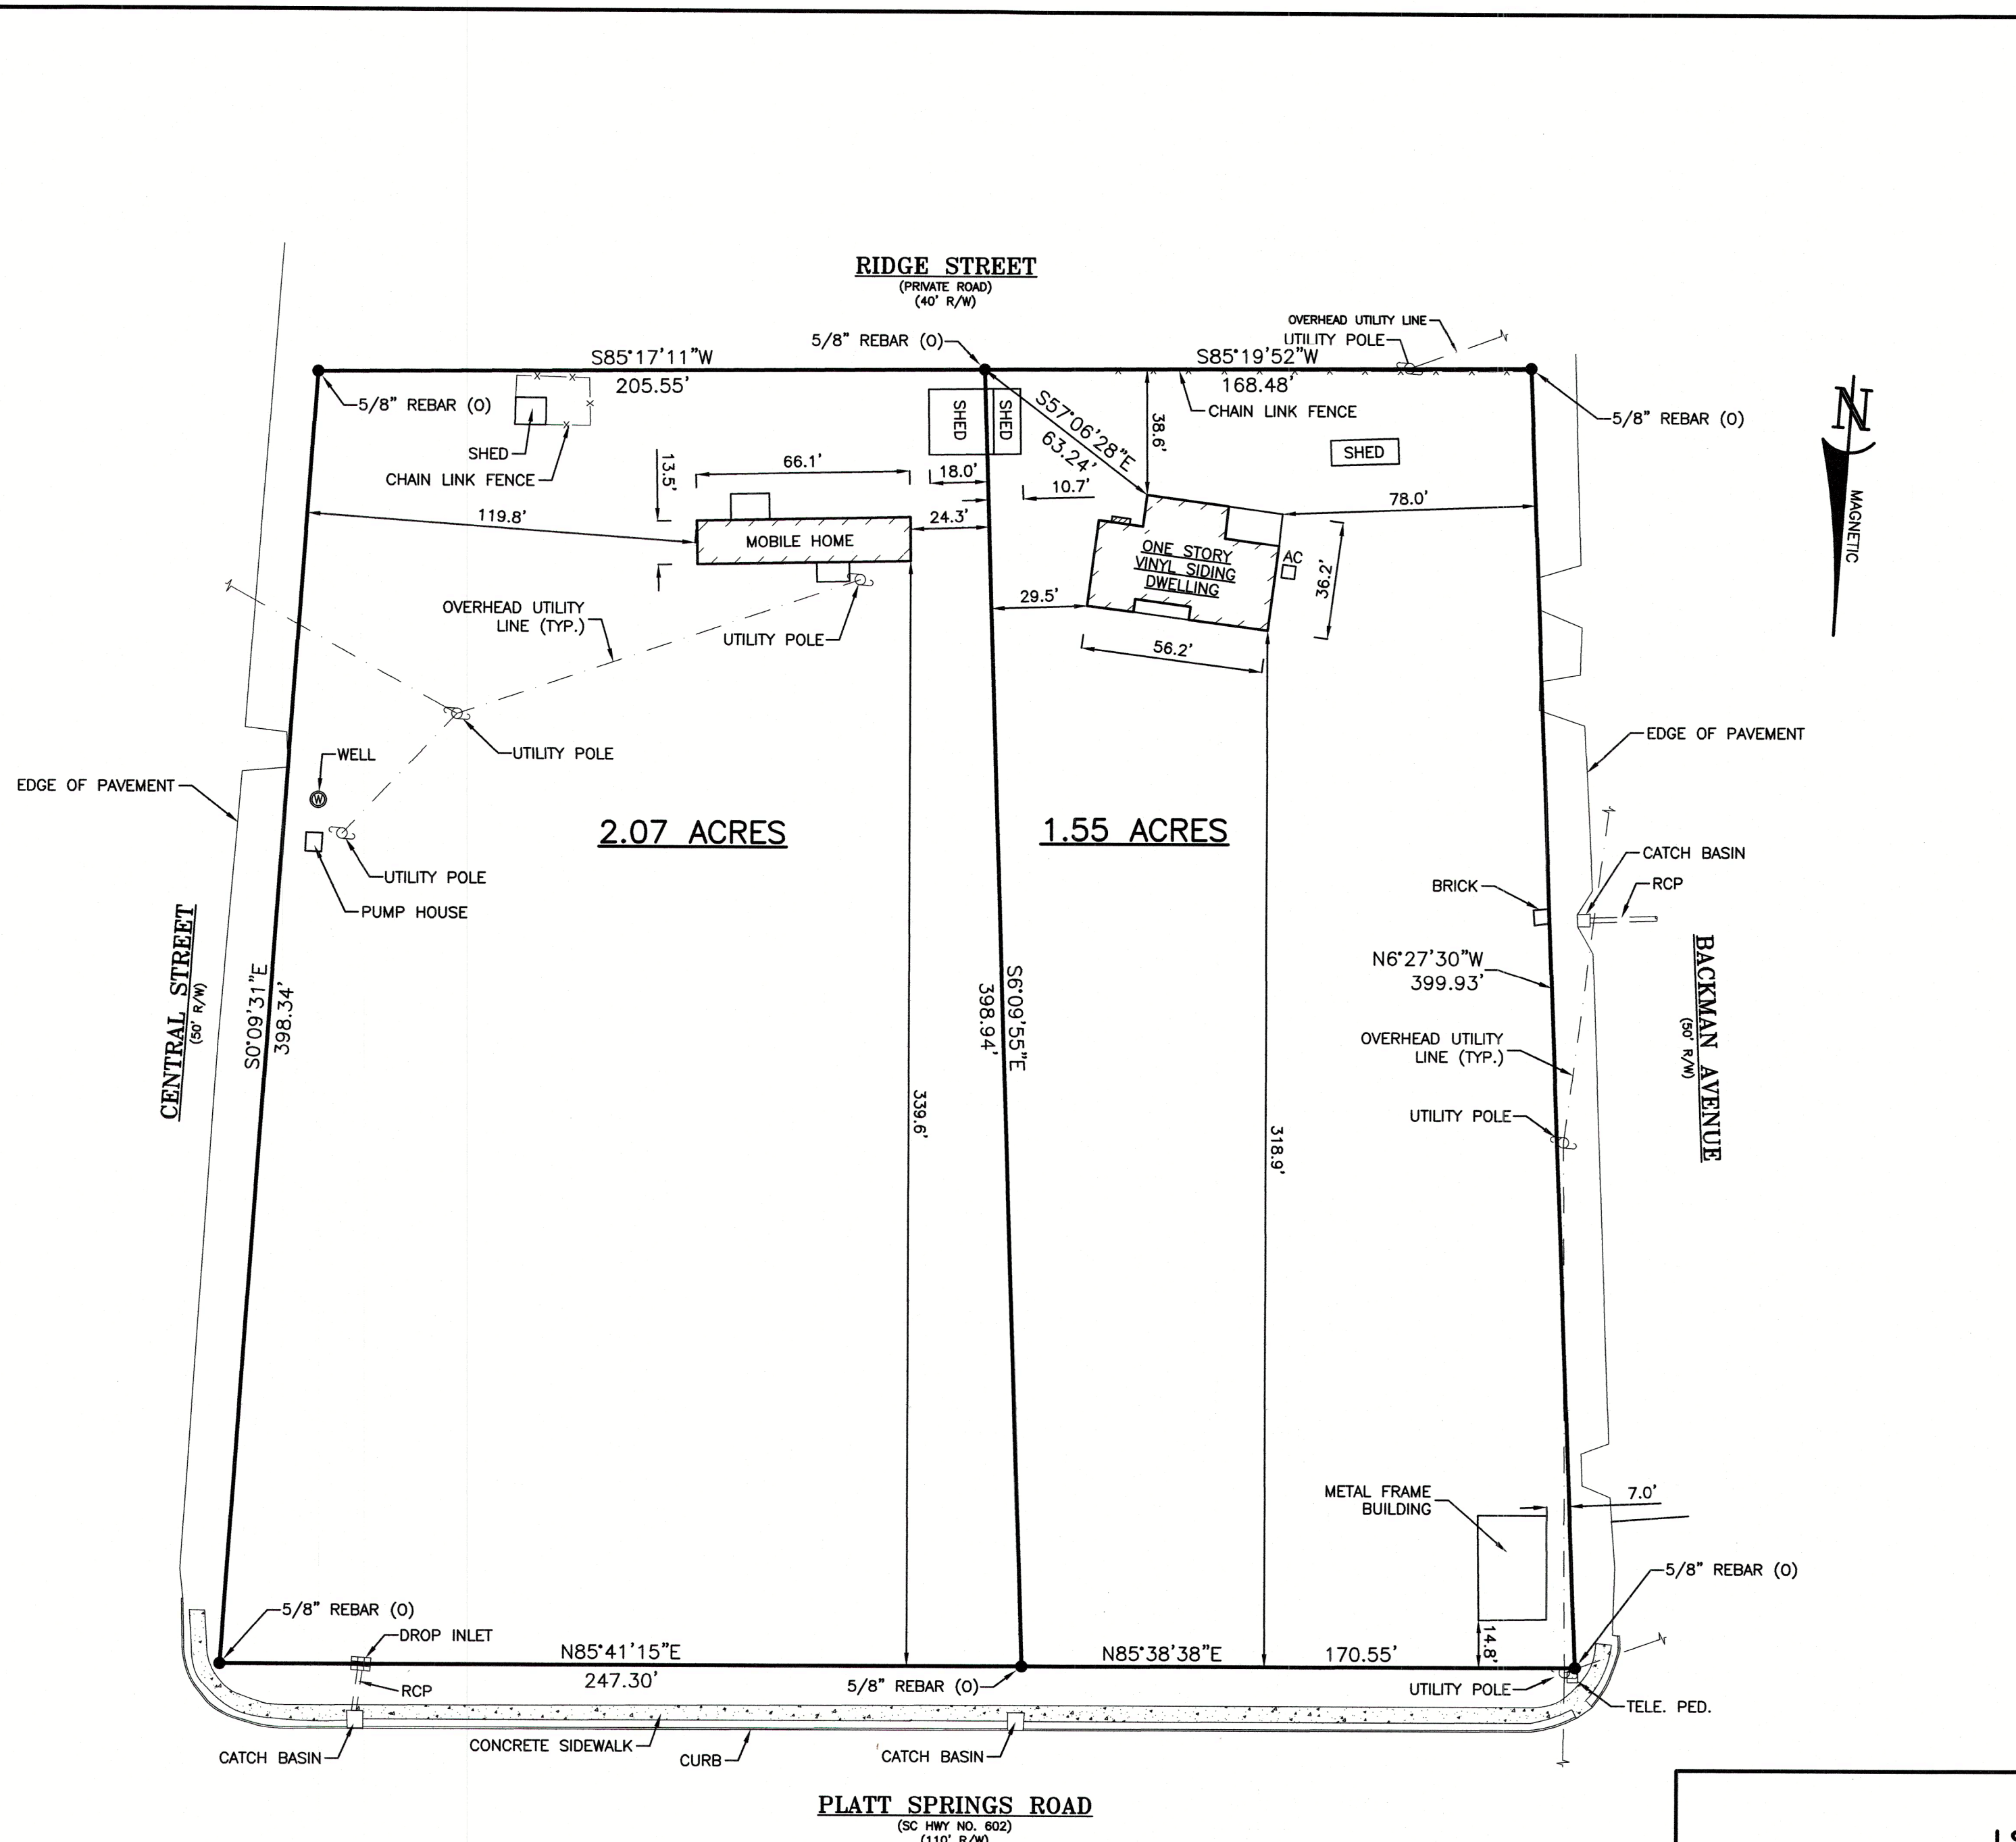 RIDGE STREET
(PRIVATE ROAD)
(40' R/W)
OVERHEAD UTILITY LINE
UTILITY POLE
5/8" REBAR (O)
S85°17'11"W
205.55'
S85°19'52"W
168.48'
5/8" REBAR (O)
CHAIN LINK FENCE
5/8" REBAR (O)
SHED
SHED
SHED
S57°06'28"E
63.24'
38.6'
SHED
CHAIN LINK FENCE
13.5'
66.1'
18.0'
10.7'
78.0'
119.8'
24.3'
MOBILE HOME
ONE STORY
VINYL SIDING
DWELLING
AC
36.2'
N
MAGNETIC
29.5'
56.2'
OVERHEAD UTILITY
LINE (TYP.)
UTILITY POLE
UTILITY POLE
WELL
W
EDGE OF PAVEMENT
EDGE OF PAVEMENT
2.07 ACRES
1.55 ACRES
UTILITY POLE
PUMP HOUSE
CATCH BASIN
RCP
BRICK
CENTRAL STREET
(50' R/W)
S0°09'31"E
398.34'
S6°09'55"E
398.94'
N6°27'30"W
399.93'
BACKMAN AVENUE
(50' R/W)
OVERHEAD UTILITY
LINE (TYP.)
UTILITY POLE
339.6'
318.9'
METAL FRAME
BUILDING
7.0'
5/8" REBAR (O)
5/8" REBAR (O)
DROP INLET
14.8'
N85°41'15"E
247.30'
N85°38'38"E
170.55'
RCP
5/8" REBAR (O)
UTILITY POLE
TELE. PED.
CATCH BASIN
CONCRETE SIDEWALK
CURB
CATCH BASIN
PLATT SPRINGS ROAD
(SC HWY NO. 602)
(110' R/W)